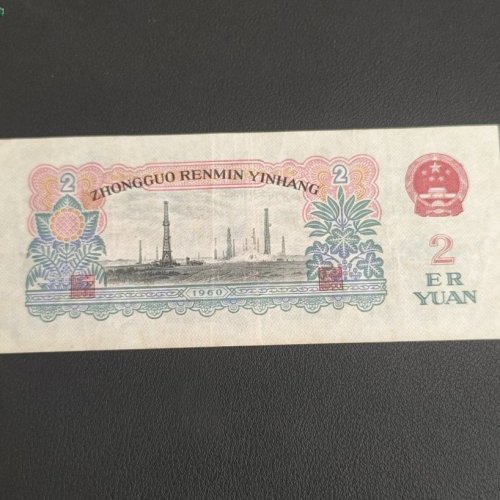 ZHONGGUO RENMIN YINHANG
2
2
1960
2
ER
YUAN